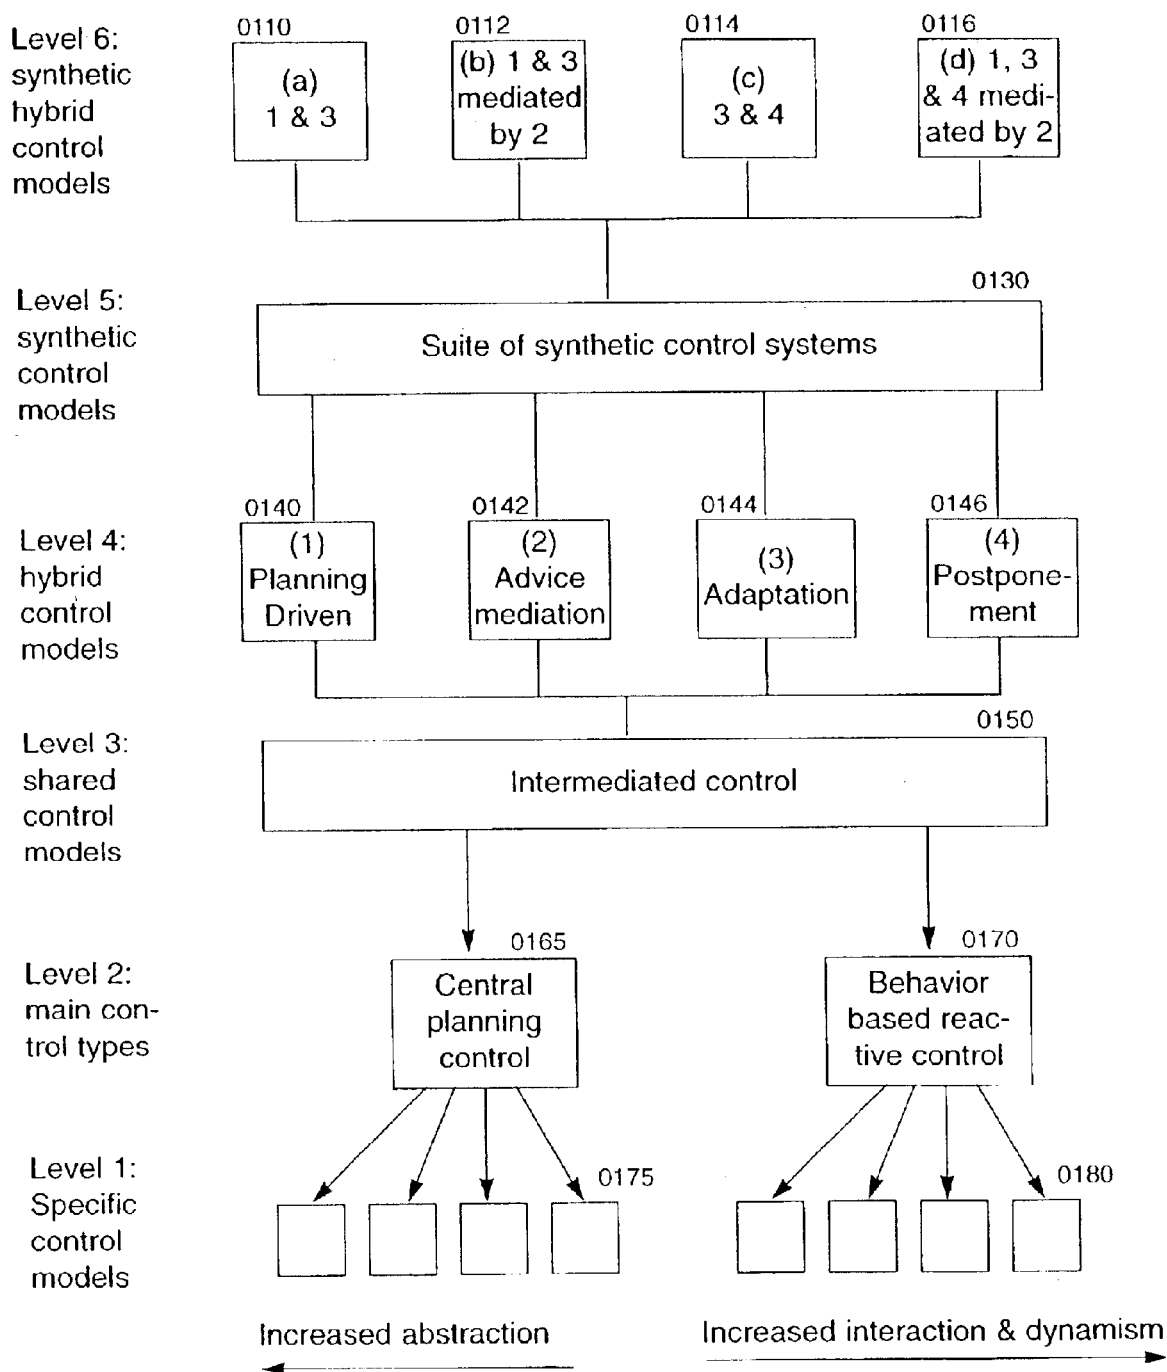 Level 6:
synthetic
hybrid
control
models
0110
(a)
1 & 3
0112
(b) 1 & 3
mediated
by 2
0114
(c)
3 & 4
0116
(d) 1, 3
& 4 medi-
ated by 2
Level 5:
synthetic
control
models
0130
Suite of synthetic control systems
Level 4:
hybrid
control
models
0140
(1)
Planning
Driven
0142
(2)
Advice
mediation
0144
(3)
Adaptation
0146
(4)
Postpone-
ment
Level 3:
shared
control
models
0150
Intermediated control
Level 2:
main con-
trol types
0165
Central
planning
control
0170
Behavior
based reac-
tive control
Level 1:
Specific
control
models
0175
0180
Increased abstraction
Increased interaction & dynamism